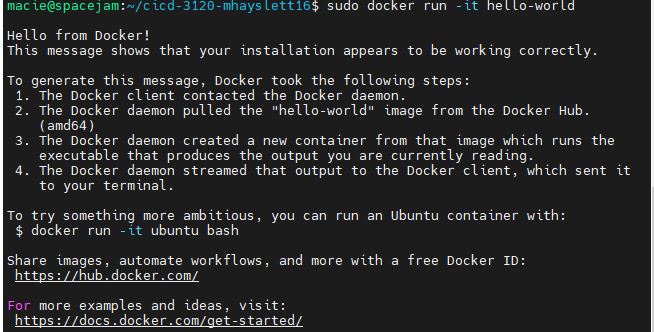 macie@spacejam:~/cicd-3120-mhayslett16$ sudo docker run -it hello-world
Hello from Docker!
This message shows that your installation appears to be working correctly.
To generate this message, Docker took the following steps:
1. The Docker client contacted the Docker daemon.
2. The Docker daemon pulled the "hello-world" image from the Docker Hub.
(amd64)
3. The Docker daemon created a new container from that image which runs the
executable that produces the output you are currently reading.
4. The Docker daemon streamed that output to the Docker client, which sent it
to your terminal.
To try something more ambitious, you can run an Ubuntu container with:
$ docker run -it ubuntu bash
Share images, automate workflows, and more with a free Docker ID:
https://hub.docker.com/
For more examples and ideas, visit:
https://docs.docker.com/get-started/